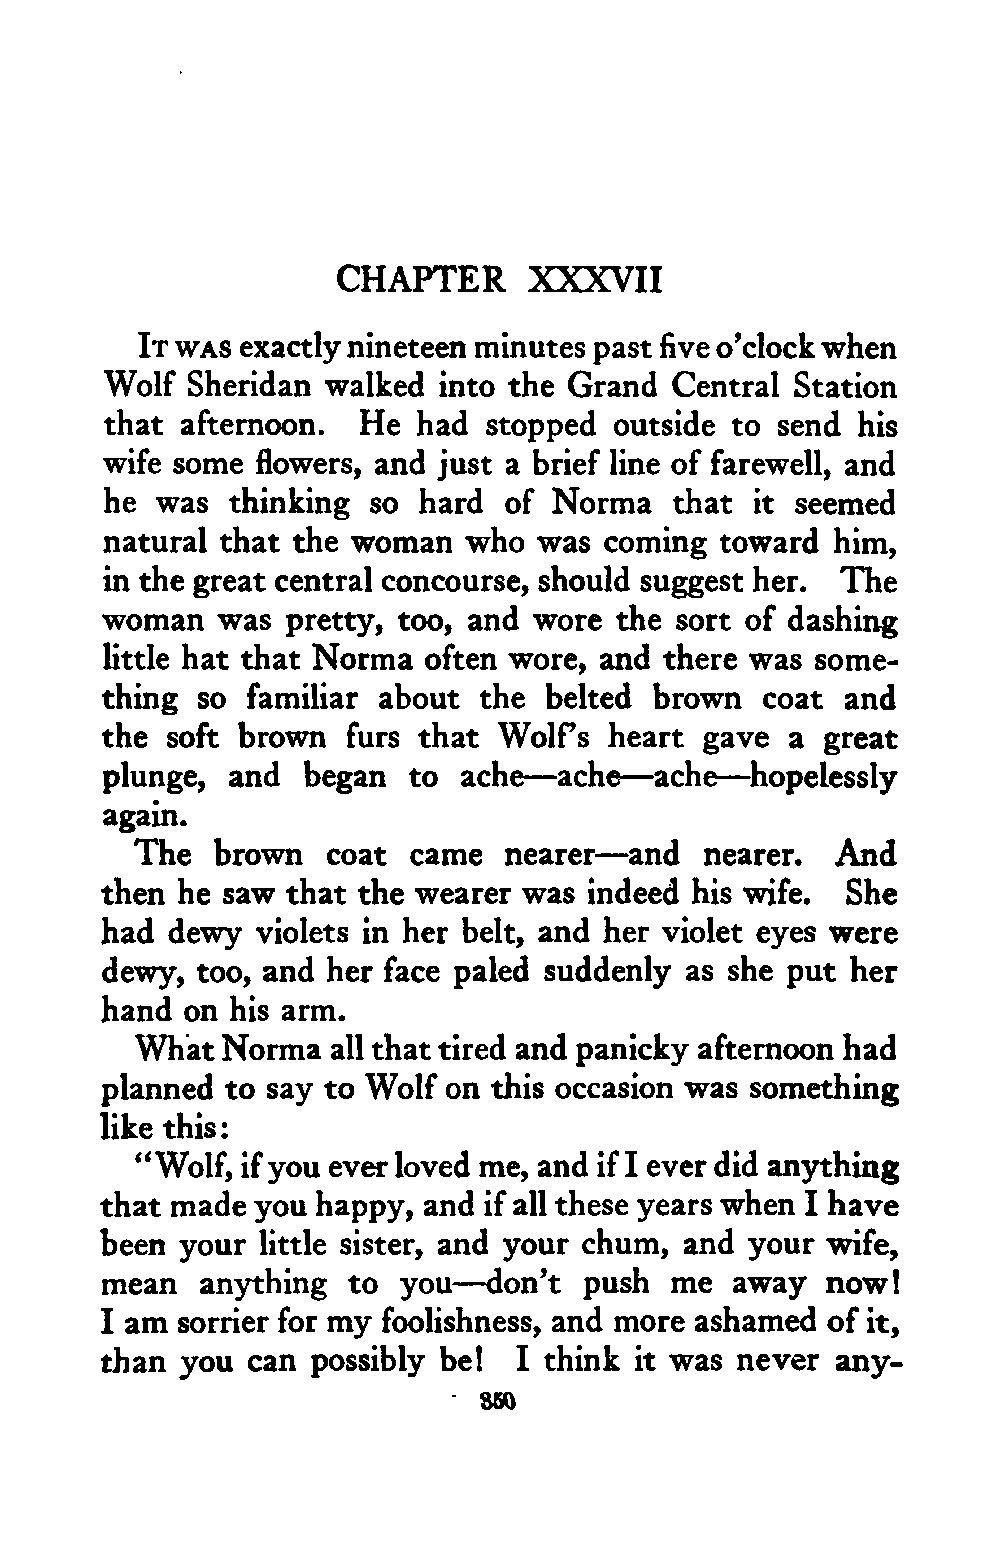 CHAPTER XXXVII
IT WAS exactly nineteen minutes past five o'clock when
Wolf Sheridan walked into the Grand Central Station
that afternoon. He had stopped outside to send his
wife some flowers, and just a brief line of farewell, and
he was thinking so hard of Norma that it seemed
natural that the woman who was coming toward him,
in the great central concourse, should suggest her. The
woman was pretty, too, and wore the sort of dashing
little hat that Norma often wore, and there was some-
thing so familiar about the belted brown coat and
the soft brown furs that Wolf's heart gave a great
plunge, and began to ache—ache—ache—hopelessly
again.
The brown coat came nearer—and nearer. And
then he saw that the wearer was indeed his wife. She
had dewy violets in her belt, and her violet eyes were
dewy, too, and her face paled suddenly as she put her
hand on his arm.
What Norma all that tired and panicky afternoon had
planned to say to Wolf on this occasion was something
like this:
"Wolf, if you ever loved me, and if I ever did anything
that made you happy, and if all these years when I have
been your little sister, and your chum, and your wife,
mean anything to you—don't push me away now!
I am sorrier for my foolishness, and more ashamed of it,
than you can possibly be! I think it was never any-
350